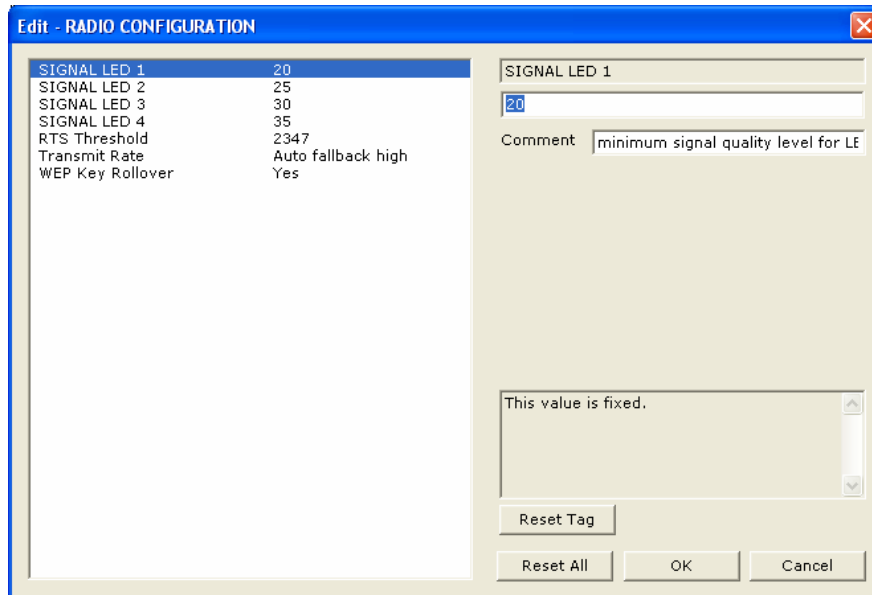 Edit - RADIO CONFIGURATION
SIGNAL LED 1 20
SIGNAL LED 2 25
SIGNAL LED 3 30
SIGNAL LED 4 35
RTS Threshold 2347
Transmit Rate Auto fallback high
WEP Key Rollover Yes
SIGNAL LED 1
20
Comment minimum signal quality level for LE
This value is fixed.
Reset Tag
Reset All OK Cancel